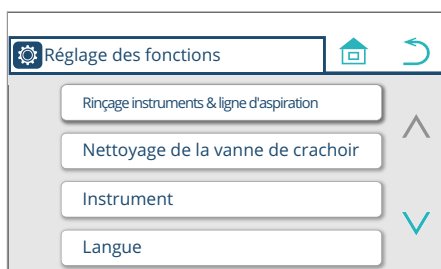 Réglage des fonctions
Rinçage instruments & ligne d'aspiration
Nettoyage de la vanne de crachoir
Instrument
Langue